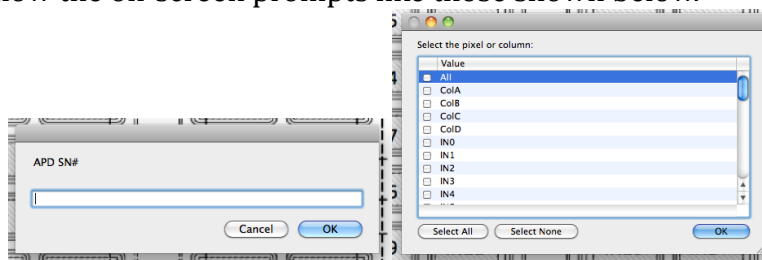 APD SN#
Cancel
OK
Select the pixel or column:
Value
All
ColA
ColB
ColC
ColD
IN0
IN1
IN2
IN3
IN4
Select All
Select None
OK